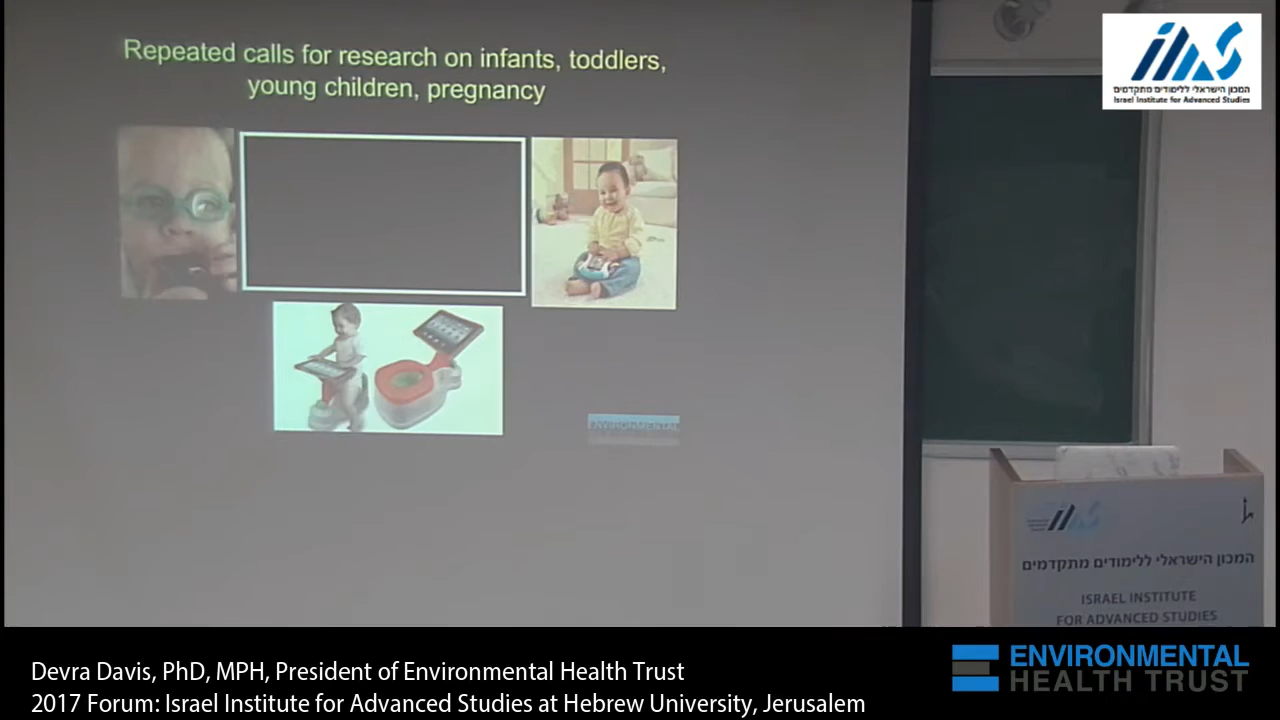 Repeated calls for research on infants, toddlers,
young children, pregnancy
ENVIRONMENTAL
המכון הישראלי ללימודים מתקדמים
Israel Institute for Advanced Studies
המכון הישראלי ללימודים מתקדמים
ISRAEL INSTITUTE
FOR ADVANCED STUDIES
Devra Davis, PhD, MPH, President of Environmental Health Trust
2017 Forum: Israel Institute for Advanced Studies at Hebrew University, Jerusalem
ENVIRONMENTAL
HEALTH TRUST